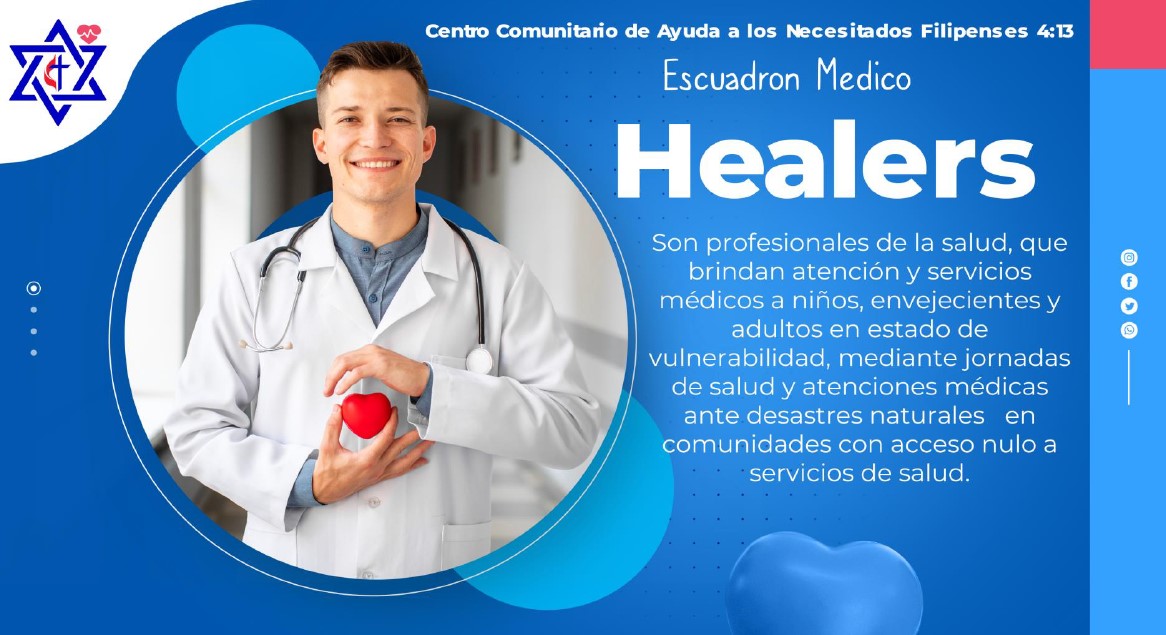 Centro Comunitario de Ayuda a los Necesitados Filipenses 4:13
Escuadron Medico
Healers
Son profesionales de la salud, que
brindan atención y servicios
médicos a niños, envejecientes y
adultos en estado de
vulnerabilidad, mediante jornadas
de salud y atenciones médicas
ante desastres naturales en
comunidades con acceso nulo a
servicios de salud.